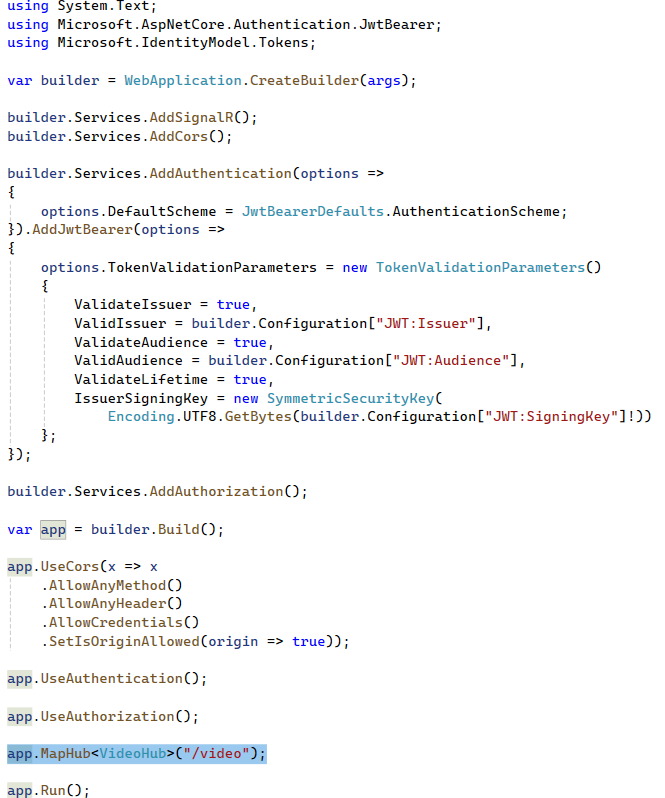 using System.Text;
using Microsoft.AspNetCore.Authentication.JwtBearer;
using Microsoft.IdentityModel.Tokens;

var builder = WebApplication.CreateBuilder(args);

builder.Services.AddSignalR();
builder.Services.AddCors();

builder.Services.AddAuthentication(options =>
{
    options.DefaultScheme = JwtBearerDefaults.AuthenticationScheme;
}).AddJwtBearer(options =>
{
    options.TokenValidationParameters = new TokenValidationParameters()
    {
        ValidateIssuer = true,
        ValidIssuer = builder.Configuration["JWT:Issuer"],
        ValidateAudience = true,
        ValidAudience = builder.Configuration["JWT:Audience"],
        ValidateLifetime = true,
        IssuerSigningKey = new SymmetricSecurityKey(
            Encoding.UTF8.GetBytes(builder.Configuration["JWT:SigningKey"]!))
    };
});

builder.Services.AddAuthorization();

var app = builder.Build();

app.UseCors(x => x
    .AllowAnyMethod()
    .AllowAnyHeader()
    .AllowCredentials()
    .SetIsOriginAllowed(origin => true));

app.UseAuthentication();

app.UseAuthorization();

app.MapHub<VideoHub>("/video");

app.Run();